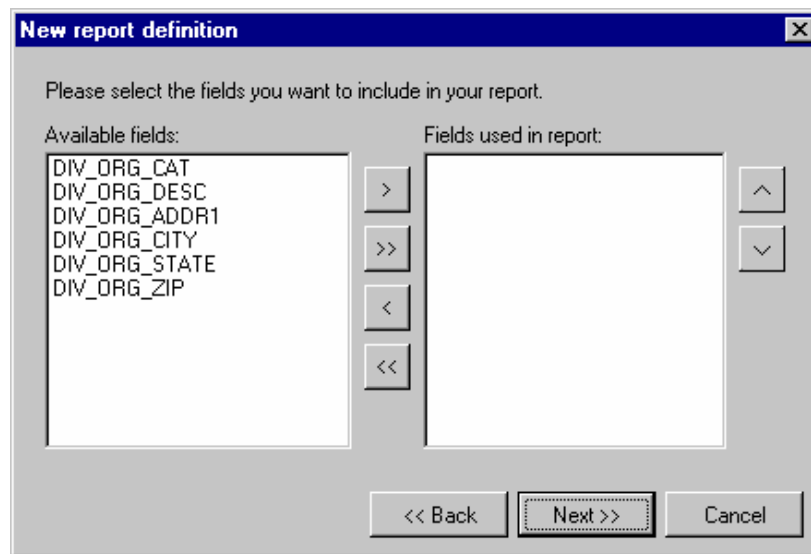 New report definition
Please select the fields you want to include in your report.
Available fields:
Fields used in report:
DIV_ORG_CAT
DIV_ORG_DESC
DIV_ORG_ADDR1
DIV_ORG_CITY
DIV_ORG_STATE
DIV_ORG_ZIP
>
>>
<
<<
<< Back
Next >>
Cancel